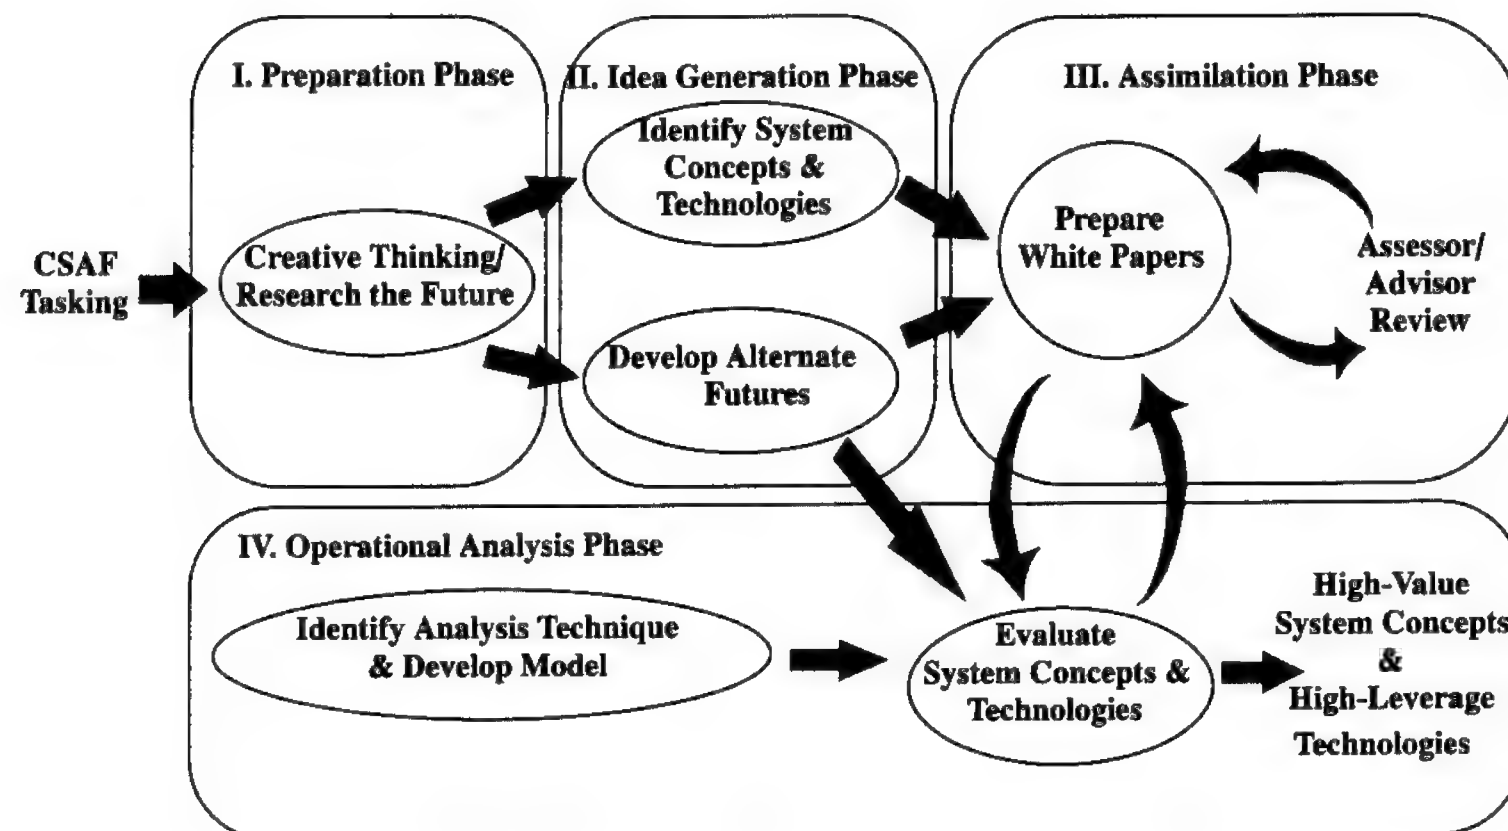 I. Preparation Phase
II. Idea Generation Phase
III. Assimilation Phase
CSAF
Tasking
Creative Thinking/
Research the Future
Identify System
Concepts &
Technologies
Develop Alternate
Futures
Prepare
White Papers
Assessor/
Advisor
Review
IV. Operational Analysis Phase
Identify Analysis Technique
& Develop Model
Evaluate
System Concepts &
Technologies
High-Value
System Concepts
&
High-Leverage
Technologies